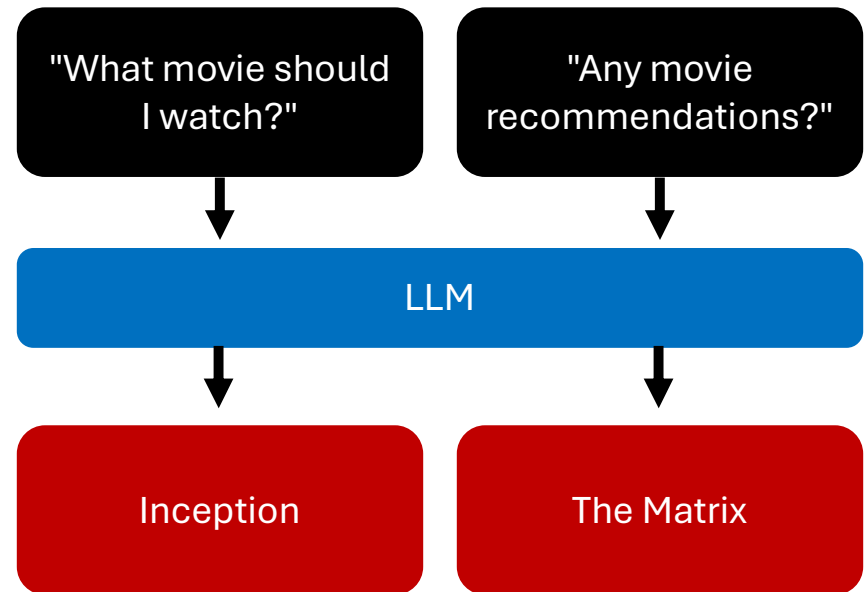 "What movie should
I watch?"
"Any movie
recommendations?"
LLM
Inception
The Matrix